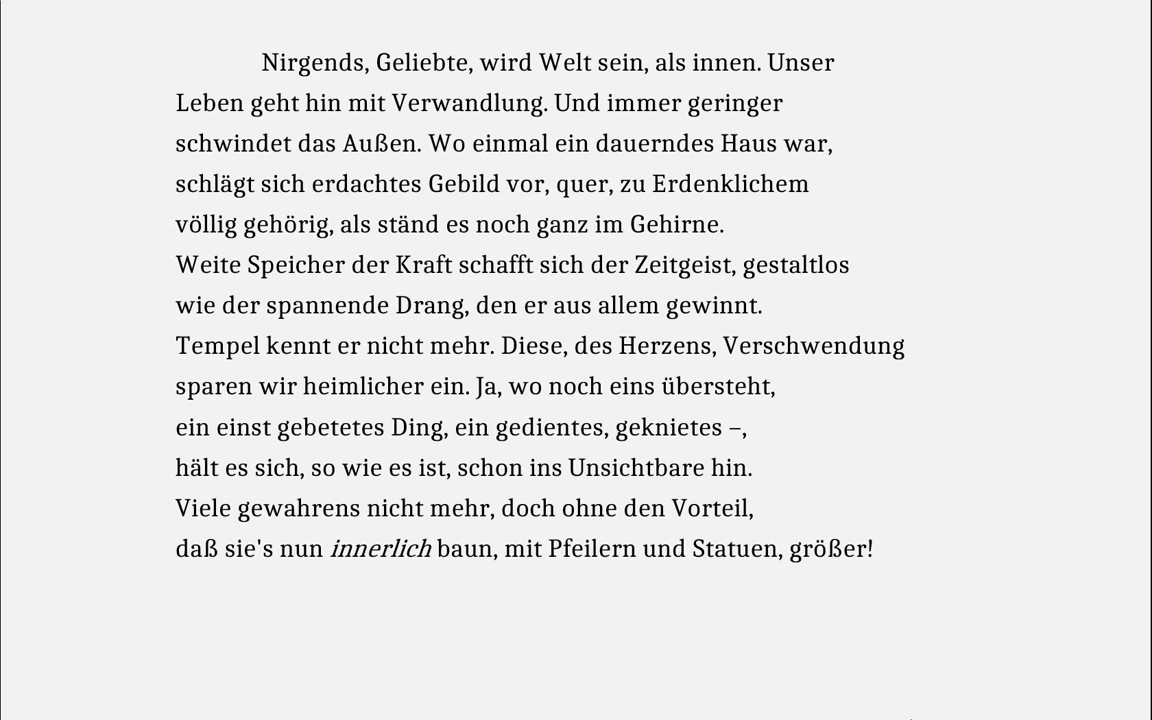 Nirgends, Geliebte, wird Welt sein, als innen. Unser
Leben geht hin mit Verwandlung. Und immer geringer
schwindet das Außen. Wo einmal ein dauerndes Haus war,
schlägt sich erdachtes Gebild vor, quer, zu Erdenklichem
völlig gehörig, als ständ es noch ganz im Gehirne.
Weite Speicher der Kraft schafft sich der Zeitgeist, gestaltlos
wie der spannende Drang, den er aus allem gewinnt.
Tempel kennt er nicht mehr. Diese, des Herzens, Verschwendung
sparen wir heimlicher ein. Ja, wo noch eins übersteht,
ein einst gebetetes Ding, ein gedientes, geknietes –,
hält es sich, so wie es ist, schon ins Unsichtbare hin.
Viele gewahrens nicht mehr, doch ohne den Vorteil,
daß sie's nun innerlich baun, mit Pfeilern und Statuen, größer!